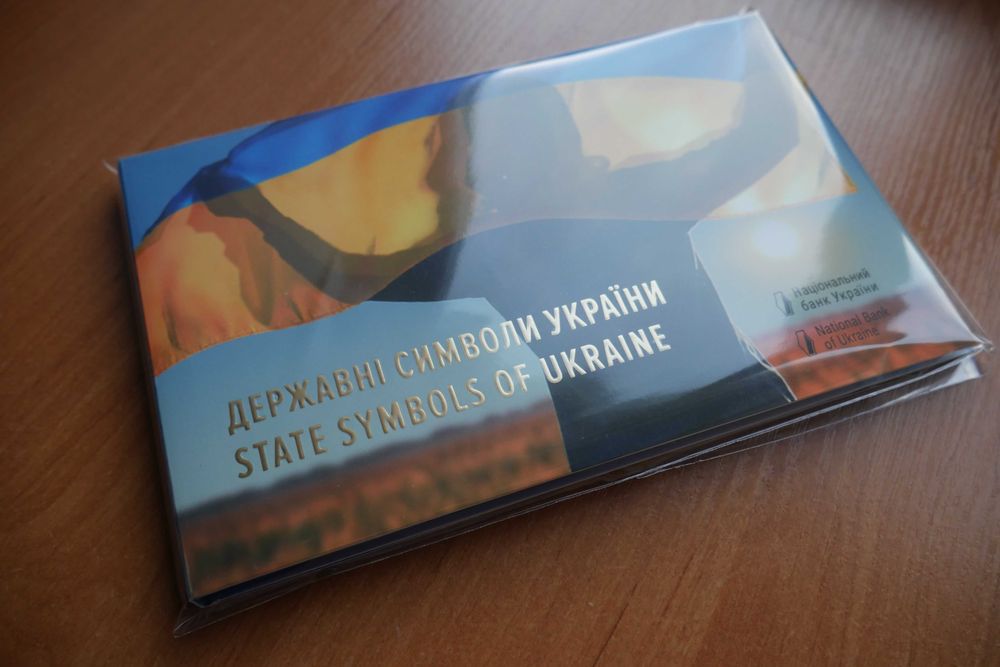 ДЕРЖАВНІ СИМВОЛИ УКРАЇНИ
STATE SYMBOLS OF UKRAINE
Національний
банк України
National Bank
of Ukraine